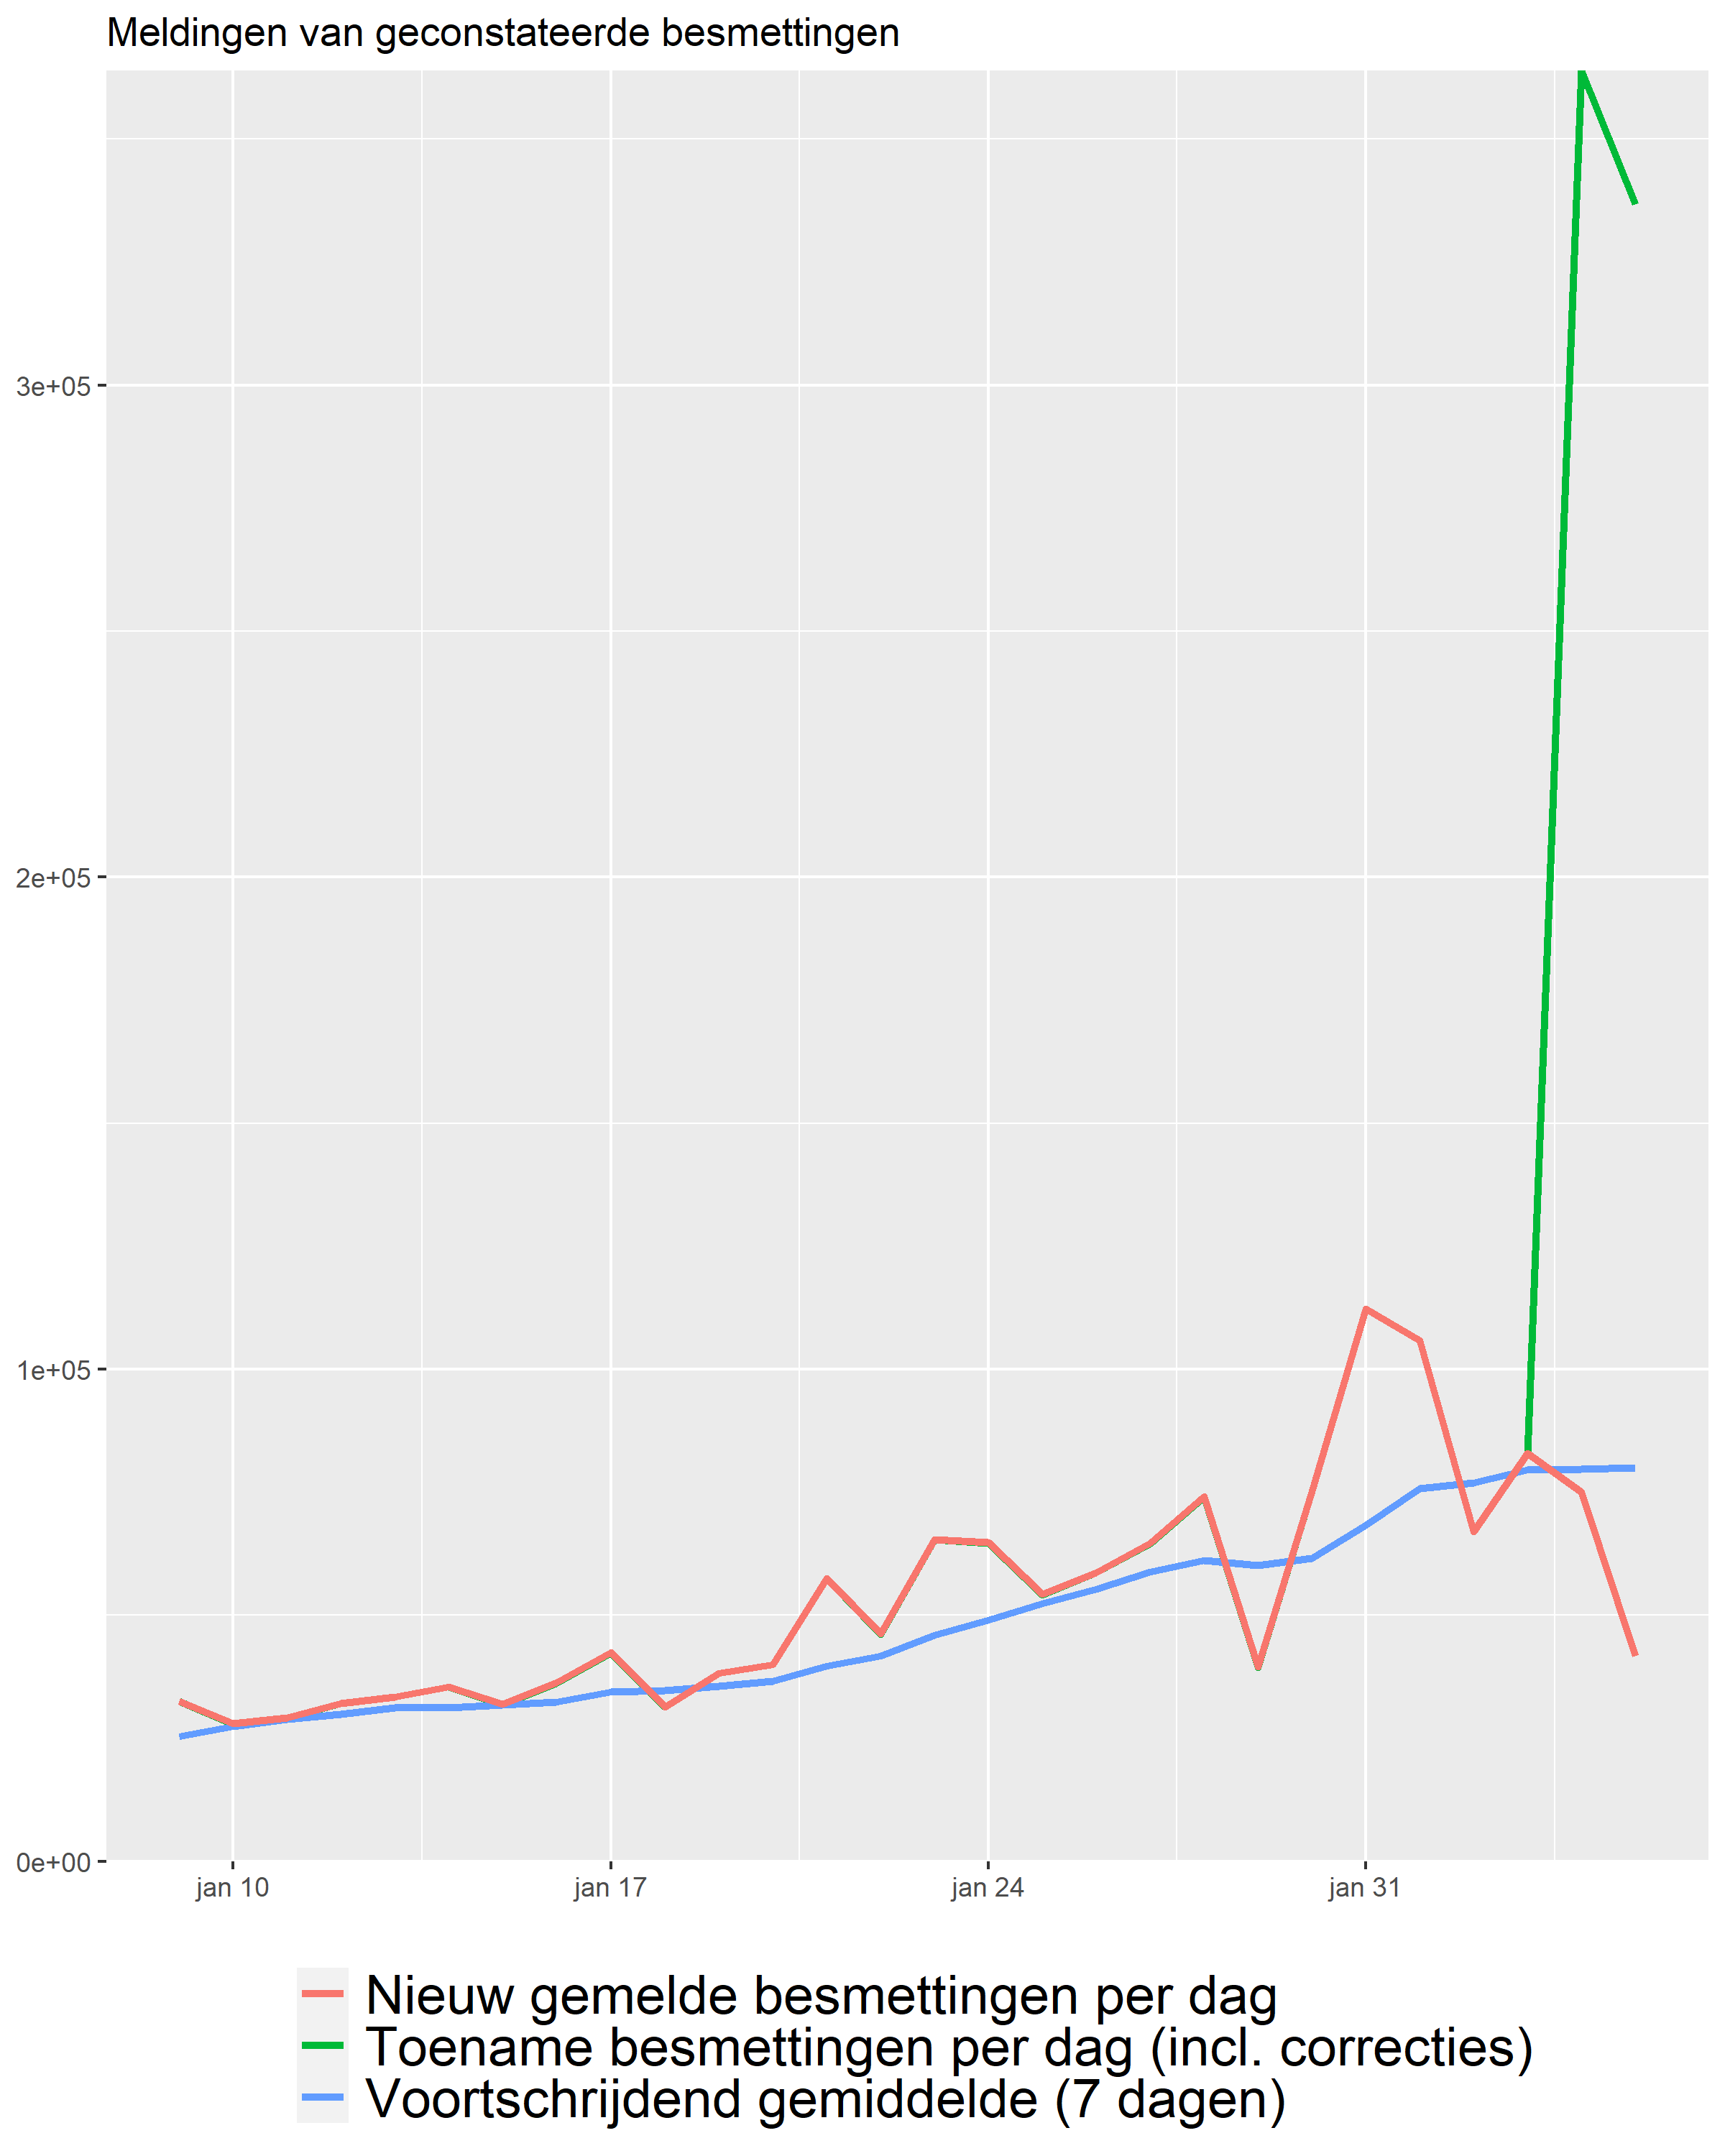 Meldingen van geconstateerde besmettingen
3e+05
2e+05
1e+05
0e+00
jan 10 jan 17 jan 24 jan 31
Nieuw gemelde besmettingen per dag
Toename besmettingen per dag (incl. correcties)
Voortschrijdend gemiddelde (7 dagen)